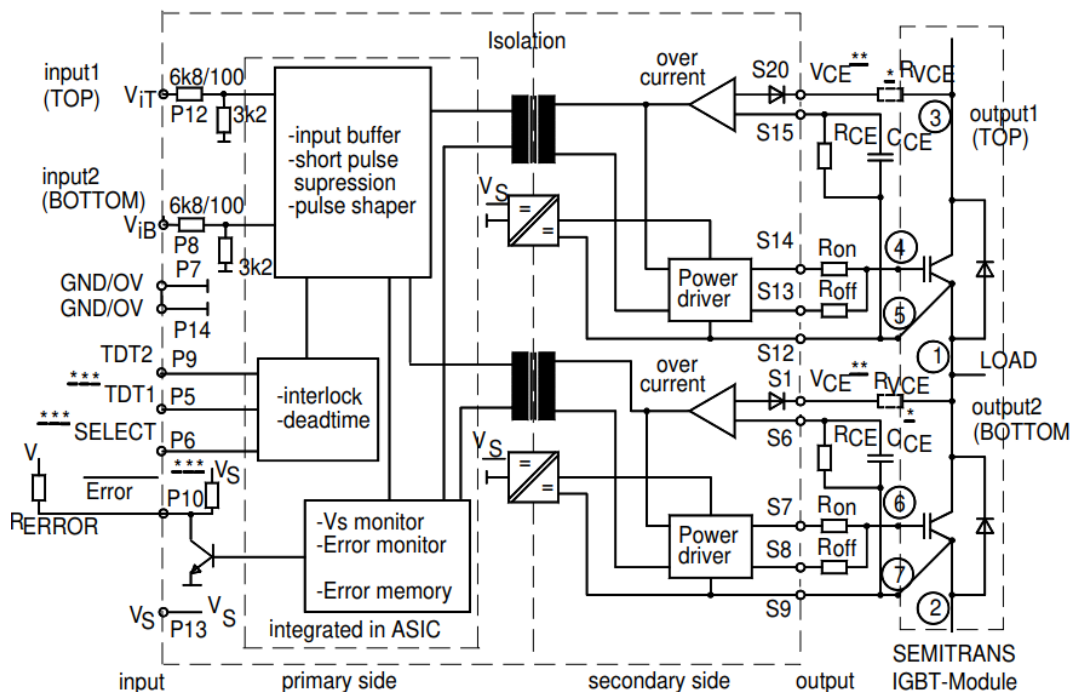 Isolation
input1
(TOP)
ViT
6k8/100
P12
3k2
input2
(BOTTOM)
ViB
6k8/100
P8
3k2
P7
GND/OV
GND/OV
P14
TDT2
P9
***
TDT1
P5
***
SELECT
P6
V
***
VS
Error
P10
RERROR
VS
P13
VS
-input buffer
-short pulse
supression
-pulse shaper
-interlock
-deadtime
-Vs monitor
-Error monitor
-Error memory
integrated in ASIC
over
current
S20
VCE **
* RVCE
S15
RCE
CCE
3
output1
(TOP)
VS
=
=
Power
driver
S14
Ron
4
S13
Roff
5
S12
1
LOAD
over
current
S1
VCE **
RVCE
*
S6
RCE
CCE
output2
(BOTTOM
VS
=
=
Power
driver
S7
Ron
6
S8
Roff
7
S9
2
input
primary side
secondary side
output
SEMITRANS
IGBT-Module